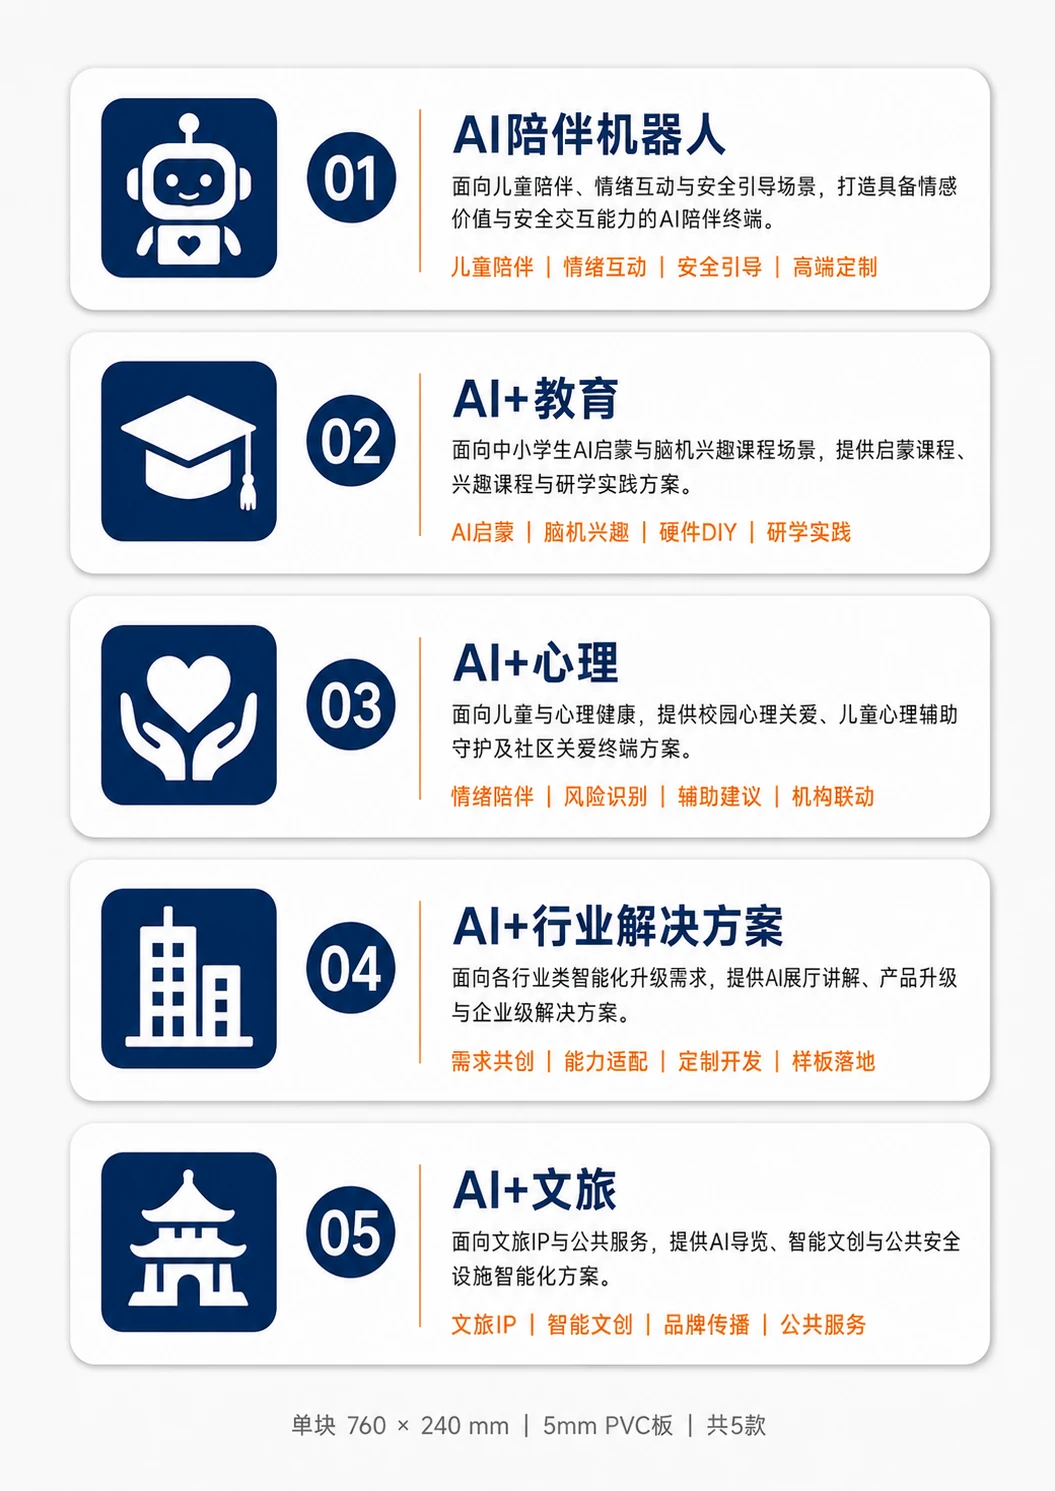 01
AI陪伴机器人
面向儿童陪伴、情绪互动与安全引导场景，打造具备情感
价值与安全交互能力的AI陪伴终端。
儿童陪伴 | 情绪互动 | 安全引导 | 高端定制
02
AI+教育
面向中小学生AI启蒙与脑机兴趣课程场景，提供启蒙课程、
兴趣课程与研学实践方案。
AI启蒙 | 脑机兴趣 | 硬件DIY | 研学实践
03
AI+心理
面向儿童与心理健康，提供校园心理关爱、儿童心理辅助
守护及社区关爱终端方案。
情绪陪伴 | 风险识别 | 辅助建议 | 机构联动
04
AI+行业解决方案
面向各行业类智能化升级需求，提供AI展厅讲解、产品升级
与企业级解决方案。
需求共创 | 能力适配 | 定制开发 | 样板落地
05
AI+文旅
面向文旅IP与公共服务，提供AI导览、智能文创与公共安全
设施智能化方案。
文旅IP | 智能文创 | 品牌传播 | 公共服务
单块 760 × 240 mm | 5mm PVC板 | 共5款